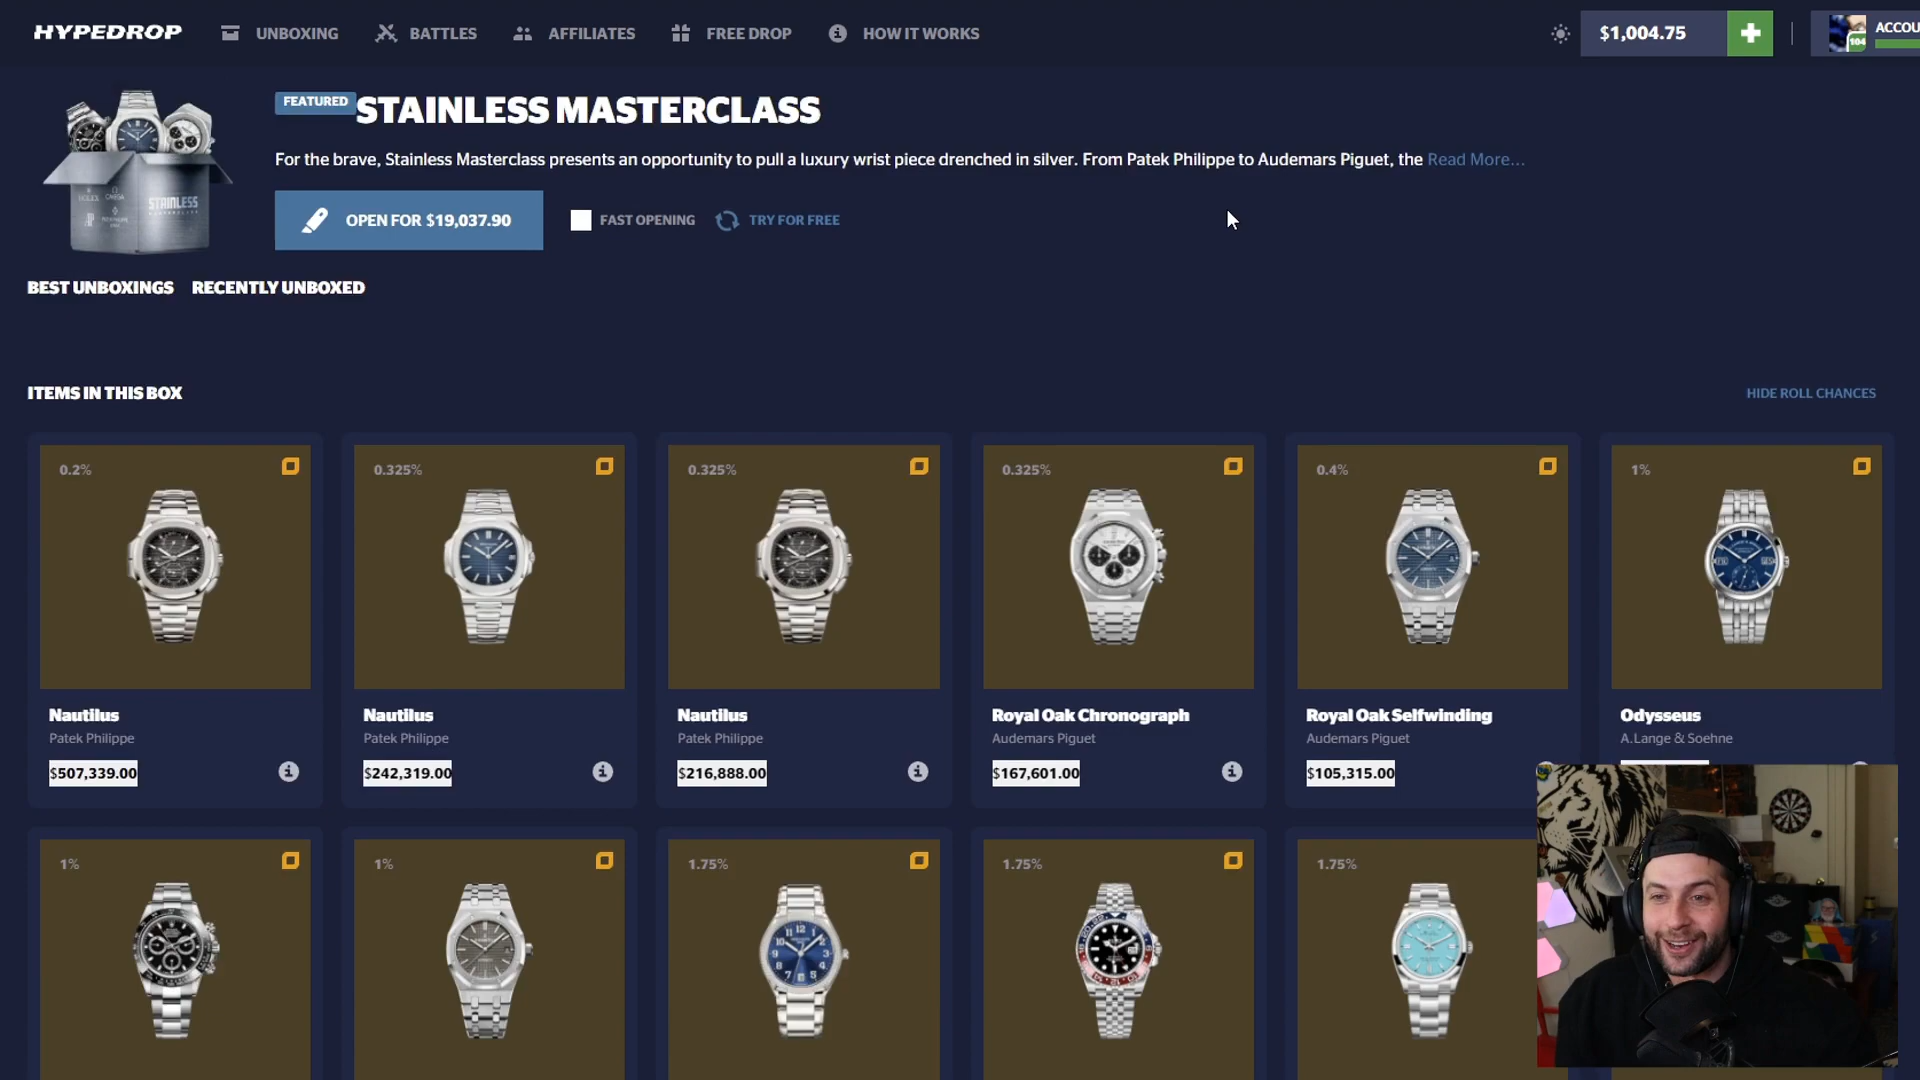 HYPEDROP UNBOXING BATTLES AFFILIATES FREE DROP HOW IT WORKS $1,004.75 104 ACCOU
FEATURED STAINLESS MASTERCLASS
For the brave, Stainless Masterclass presents an opportunity to pull a luxury wrist piece drenched in silver. From Patek Philippe to Audemars Piguet, the Read More...
STAINLESS
OPEN FOR $19,037.90 FAST OPENING TRY FOR FREE
BEST UNBOXINGS RECENTLY UNBOXED
ITEMS IN THIS BOX HIDE ROLL CHANCES
0.2% 0.325% 0.325% 0.325% 0.4% 1%
Nautilus Nautilus Nautilus Royal Oak Chronograph Royal Oak Selfwinding Odysseus
Patek Philippe Patek Philippe Patek Philippe Audemars Piguet Audemars Piguet A.Lange & Soehne
$507,339.00 $242,319.00 $216,888.00 $167,601.00 $105,315.00
1% 1% 1.75% 1.75% 1.75%